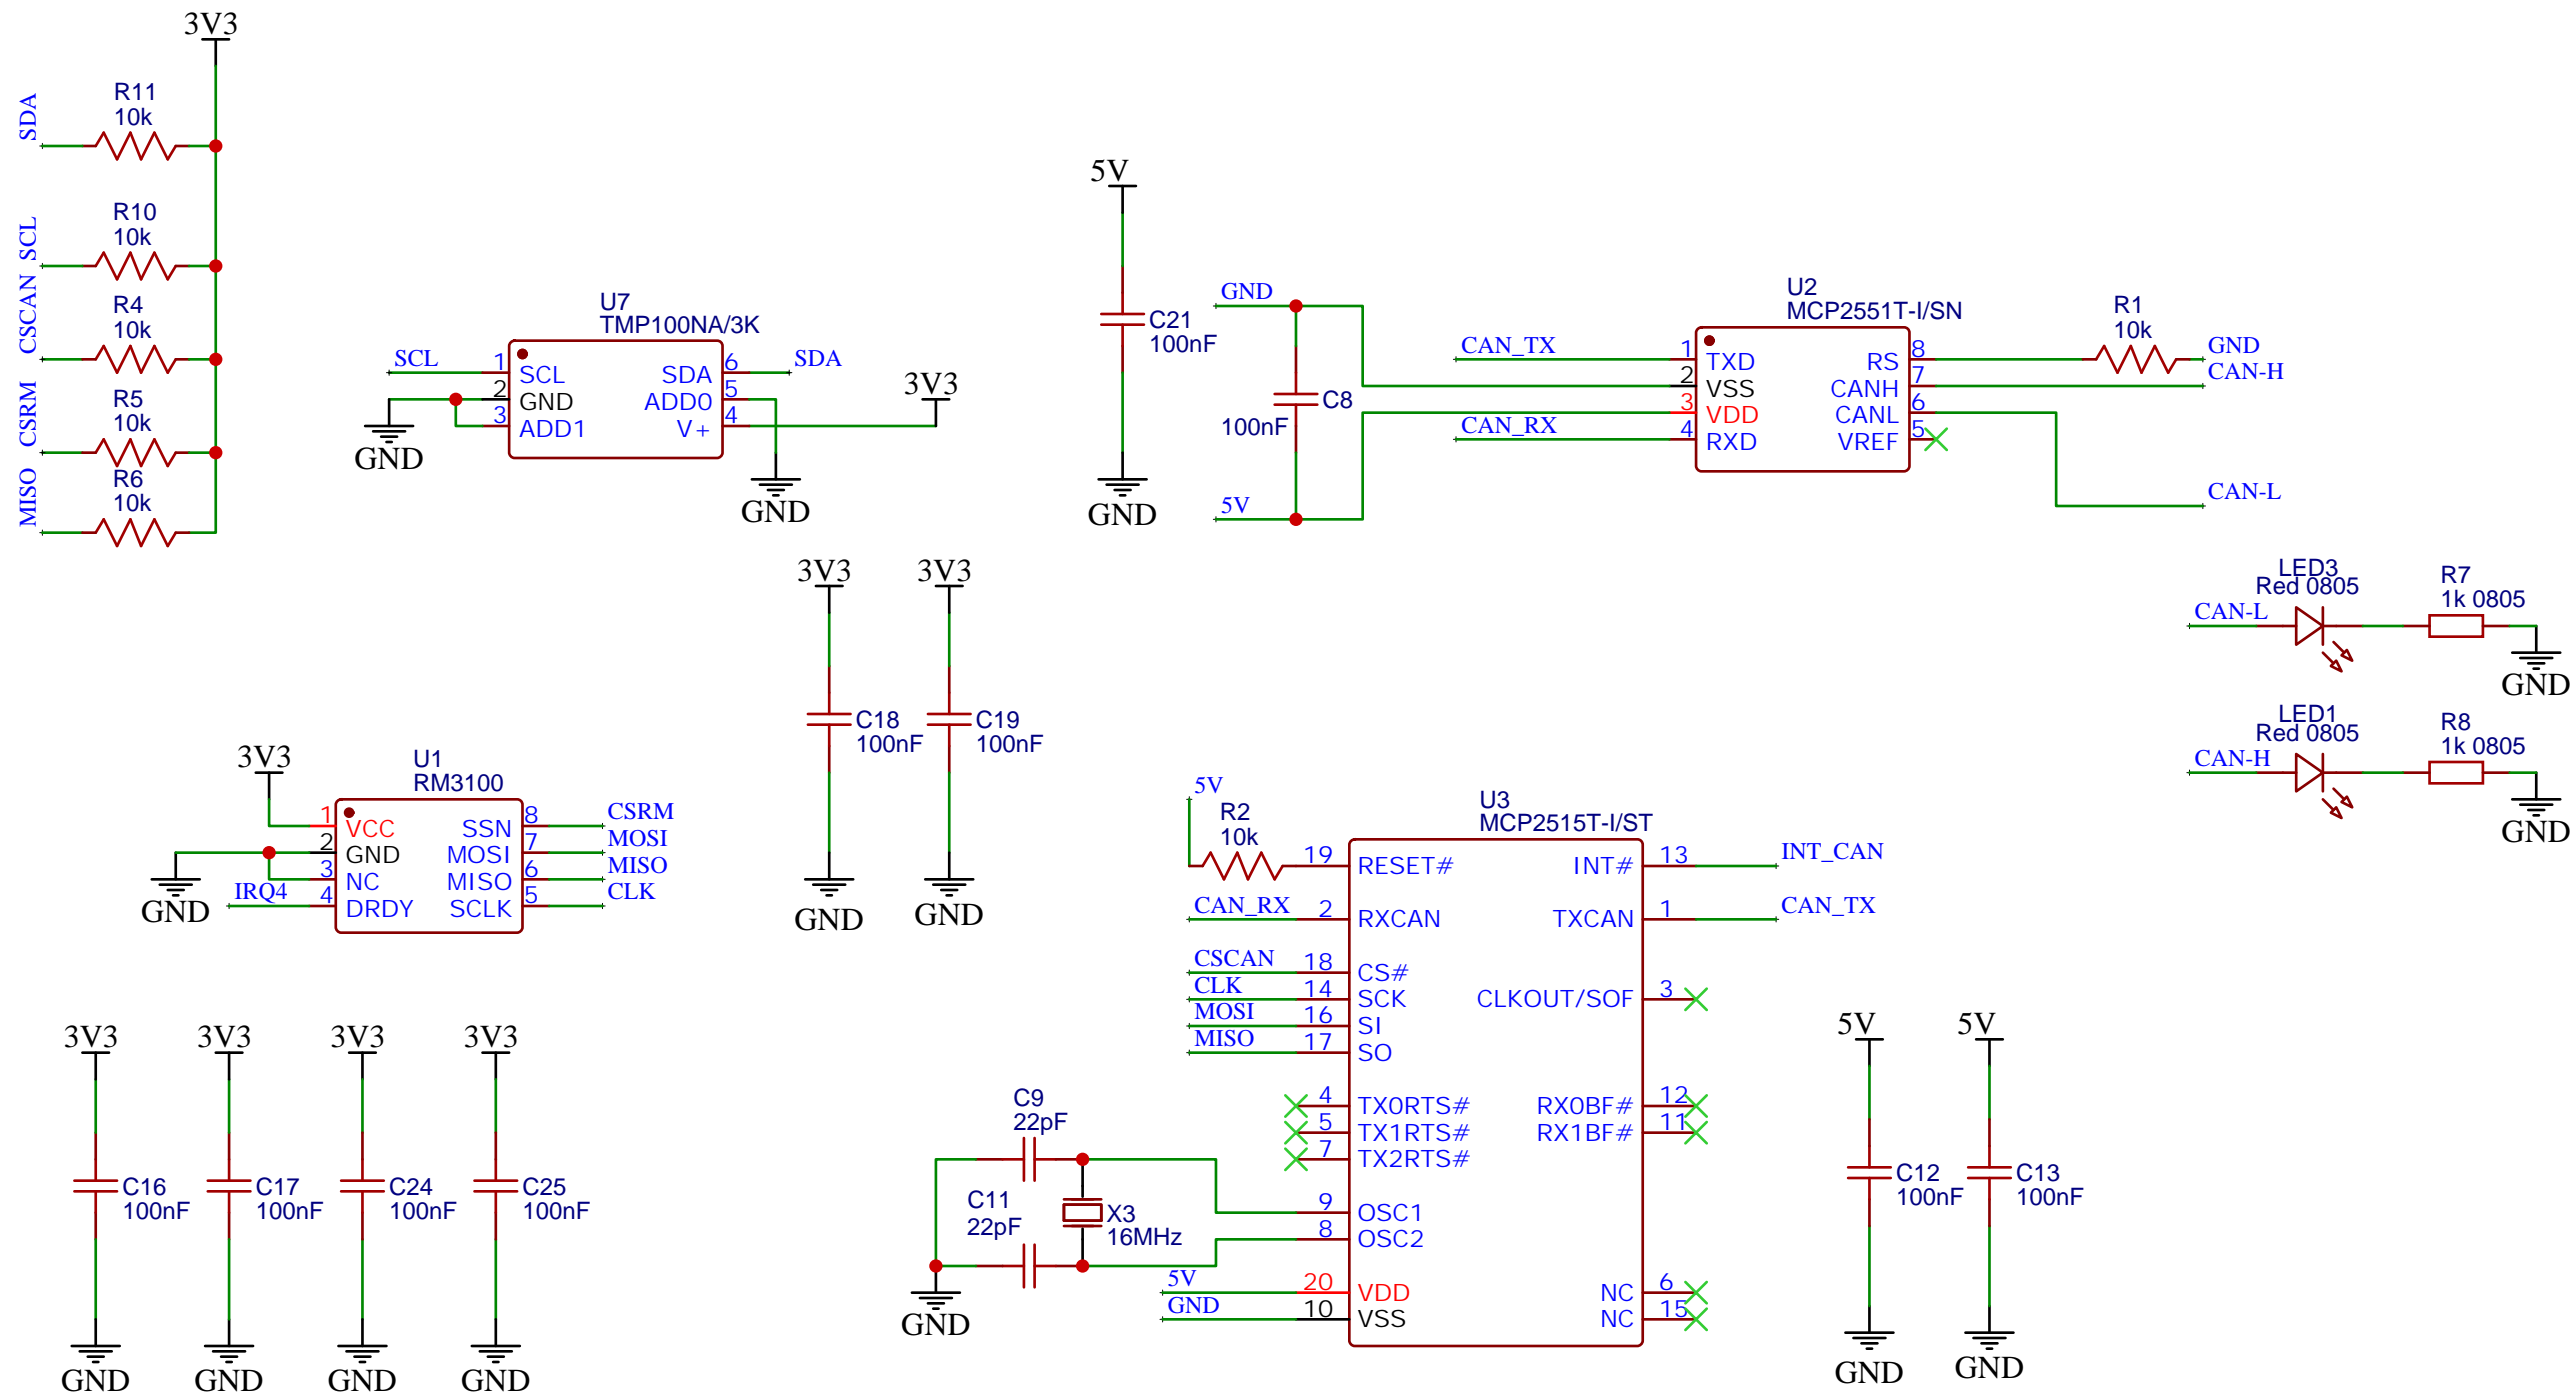 3V3
SDA
R11
10k
SCL
R10
10k
CSCAN
R4
10k
CSRM
R5
10k
MISO
R6
10k
U7
TMP100NA/3K
SCL 1 SCL SDA 6 SDA
2 GND ADD0 5
3 ADD1 V+ 4
3V3
GND
GND
5V
C21
100nF
GND
GND
C8
100nF
5V
U2
MCP2551T-I/SN
CAN_TX 1 TXD RS 8
2 VSS CANH 7
3 VDD CANL 6
CAN_RX 4 RXD VREF 5
R1
10k
GND
CAN-H
CAN-L
LED3
Red 0805
R7
1k 0805
CAN-L
GND
LED1
Red 0805
R8
1k 0805
CAN-H
GND
3V3
C18
100nF
GND
3V3
C19
100nF
GND
3V3
U1
RM3100
1 VCC SSN 8 CSRM
2 GND MOSI 7 MOSI
3 NC MISO 6 MISO
IRQ4 4 DRDY SCLK 5 CLK
GND
5V
R2
10k
U3
MCP2515T-I/ST
19 RESET# INT# 13 INT_CAN
CAN_RX 2 RXCAN TXCAN 1 CAN_TX
CSCAN 18 CS#
CLK 14 SCK CLKOUT/SOF 3
MOSI 16 SI
MISO 17 SO
4 TX0RTS# RX0BF# 12
5 TX1RTS# RX1BF# 11
7 TX2RTS#
9 OSC1
8 OSC2
5V 20 VDD NC 6
GND 10 VSS NC 15
C9
22pF
C11
22pF
X3
16MHz
GND
3V3
C16
100nF
GND
3V3
C17
100nF
GND
3V3
C24
100nF
GND
3V3
C25
100nF
GND
5V
C12
100nF
GND
5V
C13
100nF
GND